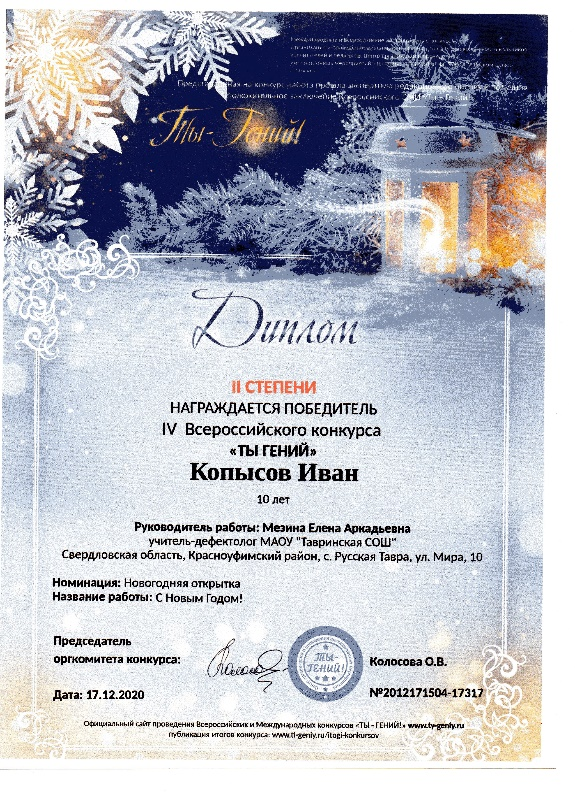 Ты-Гений!
Диплом
II СТЕПЕНИ
НАГРАЖДАЕТСЯ ПОБЕДИТЕЛЬ
IV Всероссийского конкурса
«ТЫ ГЕНИЙ»
Копысов Иван
10 лет
Руководитель работы: Мезина Елена Аркадьевна
учитель-дефектолог МАОУ "Тавринская СОШ"
Свердловская область, Красноуфимский район, с. Русская Тавра, ул. Мира, 10
Номинация: Новогодняя открытка
Название работы: С Новым Годом!
Председатель
оргкомитета конкурса:
ТЫ-ГЕНИЙ!
Колосова О.В.
Дата: 17.12.2020
№2012171504-17317
Официальный сайт проведения Всероссийских и Международных конкурсов «ТЫ - ГЕНИЙ!» www.ty-geniy.ru
публикация итогов конкурса: www.ti-geniy.ru/itogi-konkursov